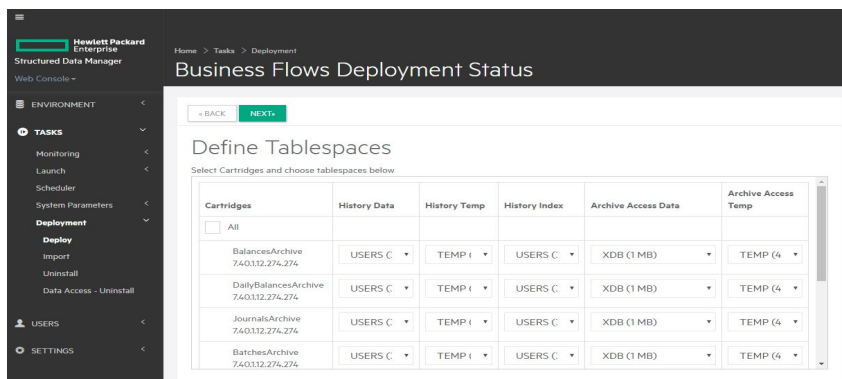 Hewlett Packard
Enterprise
Structured Data Manager
Web Console
ENVIRONMENT
TASKS
Monitoring
Launch
Scheduler
System Parameters
Deployment
Deploy
Import
Uninstall
Data Access - Uninstall
USERS
SETTINGS
Home > Tasks > Deployment
Business Flows Deployment Status
« BACK NEXT»
Define Tablespaces
Select Cartridges and choose tablespaces below
Cartridges History Data History Temp History Index Archive Access Data Archive Access Temp
All
BalancesArchive
7.40.1.12.274.274
USERS ( TEMP ( USERS ( XDB (1 MB) TEMP (4
DailyBalancesArchive
7.40.1.12.274.274
USERS ( TEMP ( USERS ( XDB (1 MB) TEMP (4
JournalsArchive
7.40.1.12.274.274
USERS ( TEMP ( USERS ( XDB (1 MB) TEMP (4
BatchesArchive
7.40.1.12.274.274
USERS ( TEMP ( USERS ( XDB (1 MB) TEMP (4